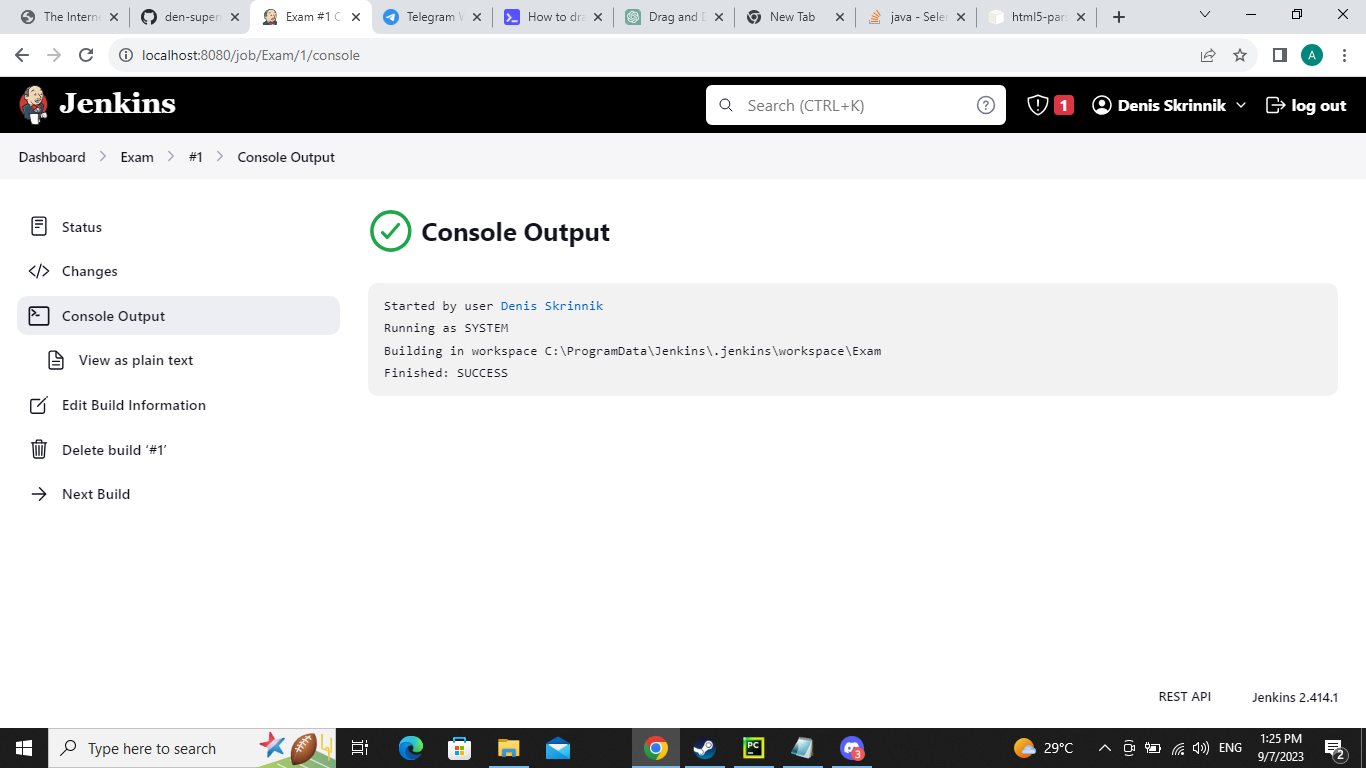 The Intern
den-super
Exam #1 C
Telegram W
How to dra
Drag and D
New Tab
java - Sele
html5-par
localhost:8080/job/Exam/1/console
A
Jenkins
Search (CTRL+K)
1
Denis Skrinnik
log out
Dashboard
Exam
#1
Console Output
Status
Changes
Console Output
View as plain text
Edit Build Information
Delete build ‘#1’
Next Build
Console Output
Started by user Denis Skrinnik
Running as SYSTEM
Building in workspace C:\ProgramData\Jenkins\.jenkins\workspace\Exam
Finished: SUCCESS
REST API
Jenkins 2.414.1
Type here to search
PC
3
29°C
ENG
1:25 PM
9/7/2023
2